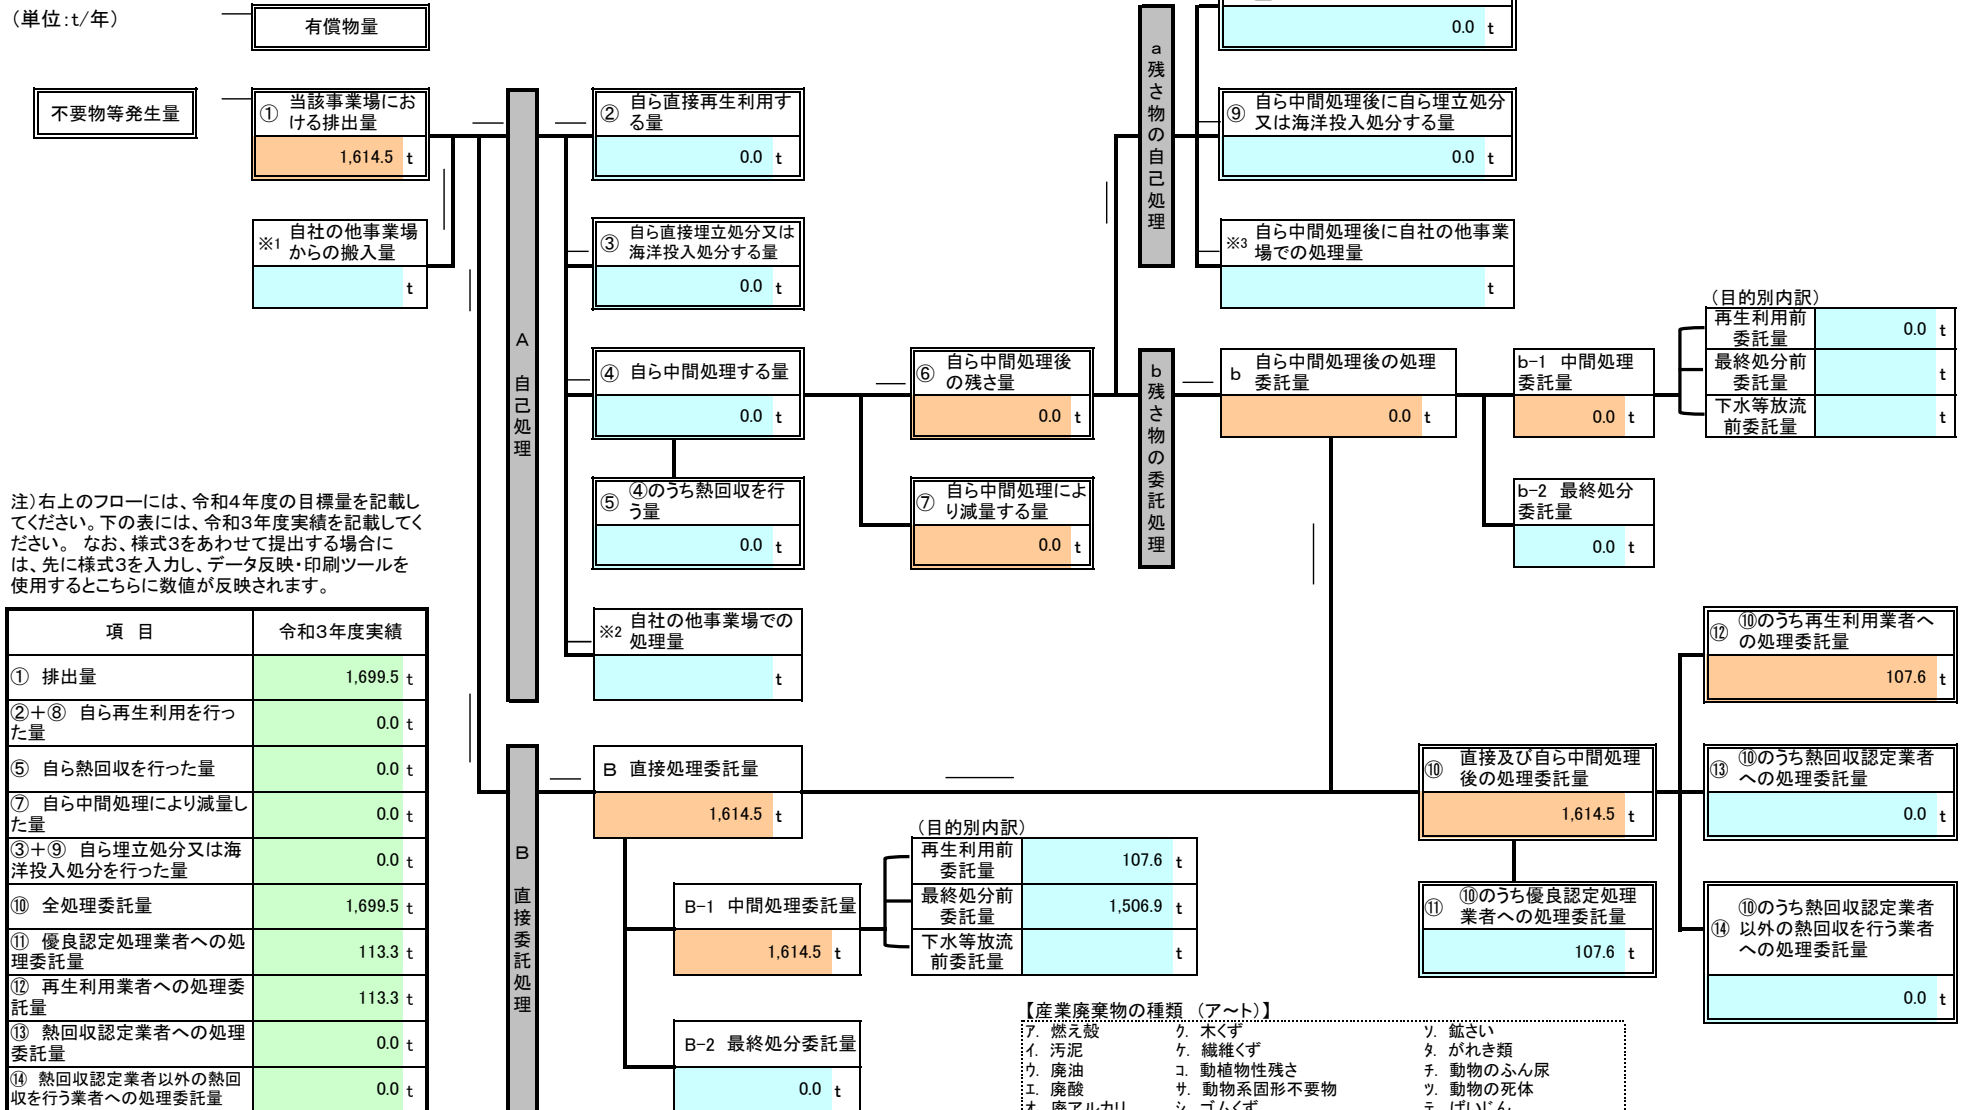 （単位:t/年）
有償物量
不要物等発生量
① 当該事業場にお
ける排出量
1,614.5 t
※1 自社の他事業場
からの搬入量
t
A 自己処理
② 自ら直接再生利用す
る量
0.0 t
③ 自ら直接埋立処分又は
海洋投入処分する量
0.0 t
④ 自ら中間処理する量
0.0 t
⑤ ④のうち熱回収を行
う量
0.0 t
※2 自社の他事業場での
処理量
t
⑥ 自ら中間処理後
の残さ量
0.0 t
⑦ 自ら中間処理によ
り減量する量
0.0 t
a 残さ物の自己処理
0.0 t
⑨ 自ら中間処理後に自ら埋立処分
又は海洋投入処分する量
0.0 t
※3 自ら中間処理後に自社の他事業
場での処理量
t
b 残さ物の委託処理
b 自ら中間処理後の処理
委託量
0.0 t
b-1 中間処理
委託量
0.0 t
b-2 最終処分
委託量
0.0 t
（目的別内訳）
再生利用前
委託量
0.0 t
最終処分前
委託量
t
下水等放流
前委託量
t
注）右上のフローには、令和４年度の目標量を記載し
てください。下の表には、令和３年度実績を記載してく
ださい。 なお、様式３をあわせて提出する場合に
は、先に様式３を入力し、データ反映・印刷ツールを
使用するとこちらに数値が反映されます。
項 目 令和３年度実績
① 排出量 1,699.5 t
②＋⑧ 自ら再生利用を行っ
た量 0.0 t
⑤ 自ら熱回収を行った量 0.0 t
⑦ 自ら中間処理により減量し
た量 0.0 t
③＋⑨ 自ら埋立処分又は海
洋投入処分を行った量 0.0 t
⑩ 全処理委託量 1,699.5 t
⑪ 優良認定処理業者への処
理委託量 113.3 t
⑫ 再生利用業者への処理委
託量 113.3 t
⑬ 熱回収認定業者への処理
委託量 0.0 t
⑭ 熱回収認定業者以外の熱回
収を行う業者への処理委託量 0.0 t
B 直接委託処理
B 直接処理委託量
1,614.5 t
B-1 中間処理委託量
1,614.5 t
B-2 最終処分委託量
0.0 t
（目的別内訳）
再生利用前
委託量
107.6 t
最終処分前
委託量
1,506.9 t
下水等放流
前委託量
t
⑩ 直接及び自ら中間処理
後の処理委託量
1,614.5 t
⑪ ⑩のうち優良認定処理
業者への処理委託量
107.6 t
⑫ ⑩のうち再生利用業者へ
の処理委託量
107.6 t
⑬ ⑩のうち熱回収認定業者
への処理委託量
0.0 t
⑭ ⑩のうち熱回収認定業者
以外の熱回収を行う業者
への処理委託量
0.0 t
【産業廃棄物の種類 （ア～ト）】
ｱ. 燃え殻 ｸ. 木くず ｿ. 鉱さい
ｲ. 汚泥 ｹ. 繊維くず ﾀ. がれき類
ｳ. 廃油 ｺ. 動植物性残さ ﾁ. 動物のふん尿
ｴ. 廃酸 ｻ. 動物系固形不要物 ﾂ. 動物の死体
ｵ. 廃アルカリ ｼ. ゴムくず ﾃ. ばいじん